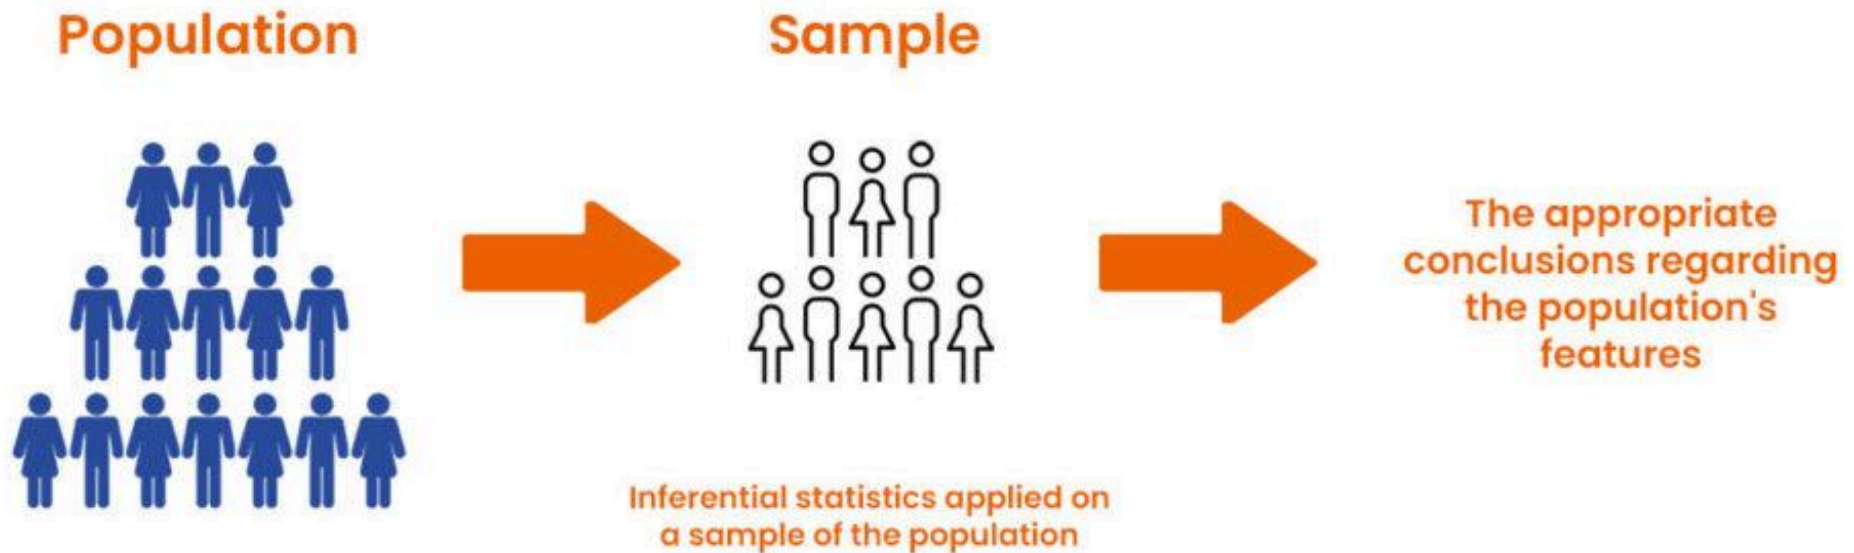 Population
Sample
The appropriate
conclusions regarding
the population's
features
Inferential statistics applied on
a sample of the population